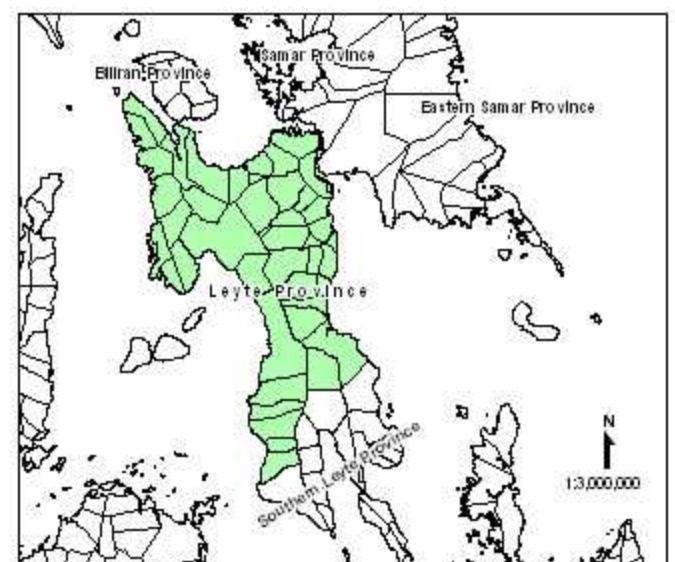 Samar Province
Biliran Province
Eastern Samar Province
Leyte Province
N
1:3,000,000
Southern Leyte Province